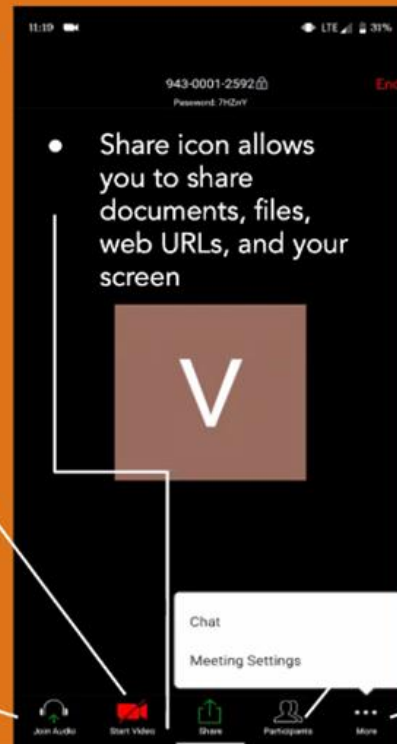 11:19 LTE 31%
943-0001-2592 End
Password: 7HZnY
• Share icon allows
you to share
documents, files,
web URLs, and your
screen
V
Chat
Meeting Settings
Join Audio Start Video Share Participants More